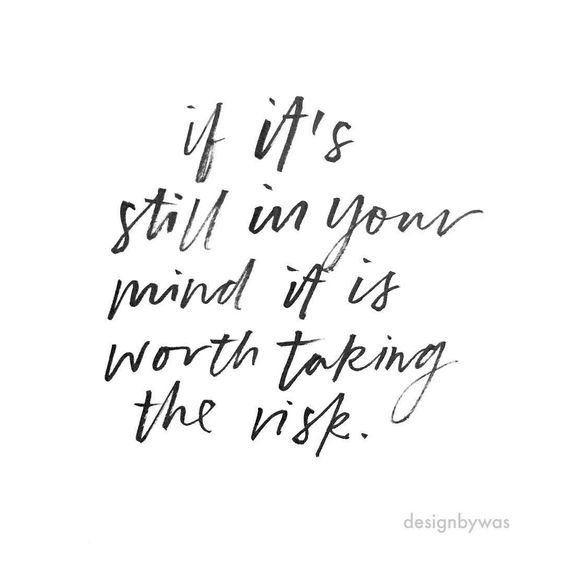 if it's
still in your
mind it is
worth taking
the risk.
designbywas